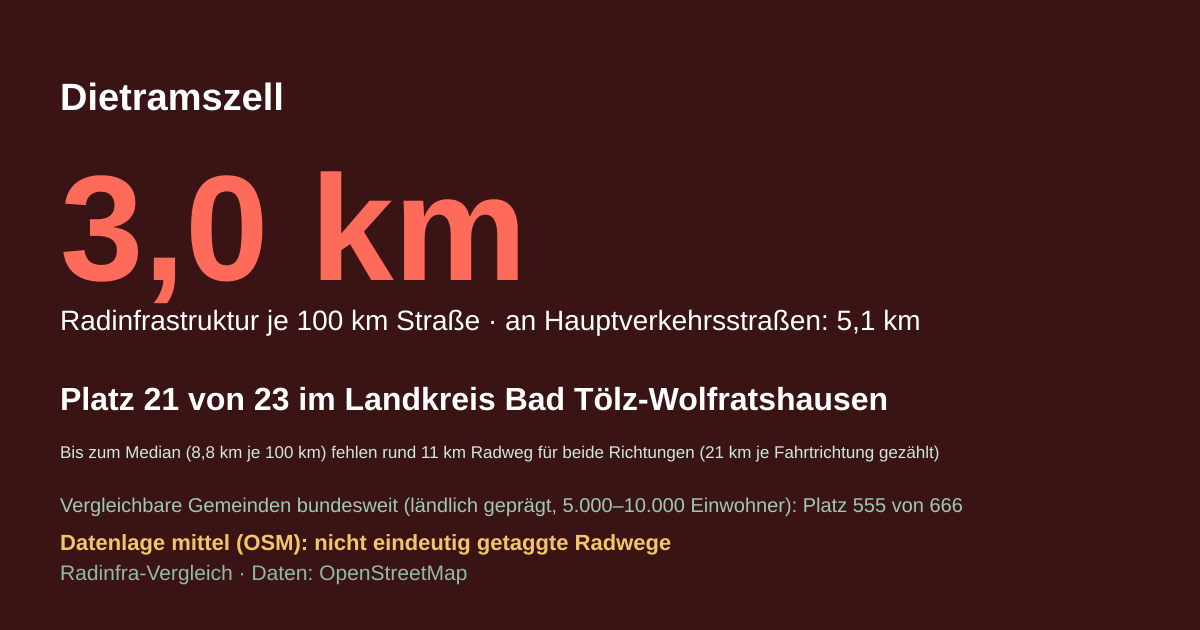 Dietramszell
3,0 km
Radinfrastruktur je 100 km Straße · an Hauptverkehrsstraßen: 5,1 km
Platz 21 von 23 im Landkreis Bad Tölz-Wolfratshausen
Bis zum Median (8,8 km je 100 km) fehlen rund 11 km Radweg für beide Richtungen (21 km je Fahrtrichtung gezählt)
Vergleichbare Gemeinden bundesweit (ländlich geprägt, 5.000–10.000 Einwohner): Platz 555 von 666
Datenlage mittel (OSM): nicht eindeutig getaggte Radwege
Radinfra-Vergleich · Daten: OpenStreetMap